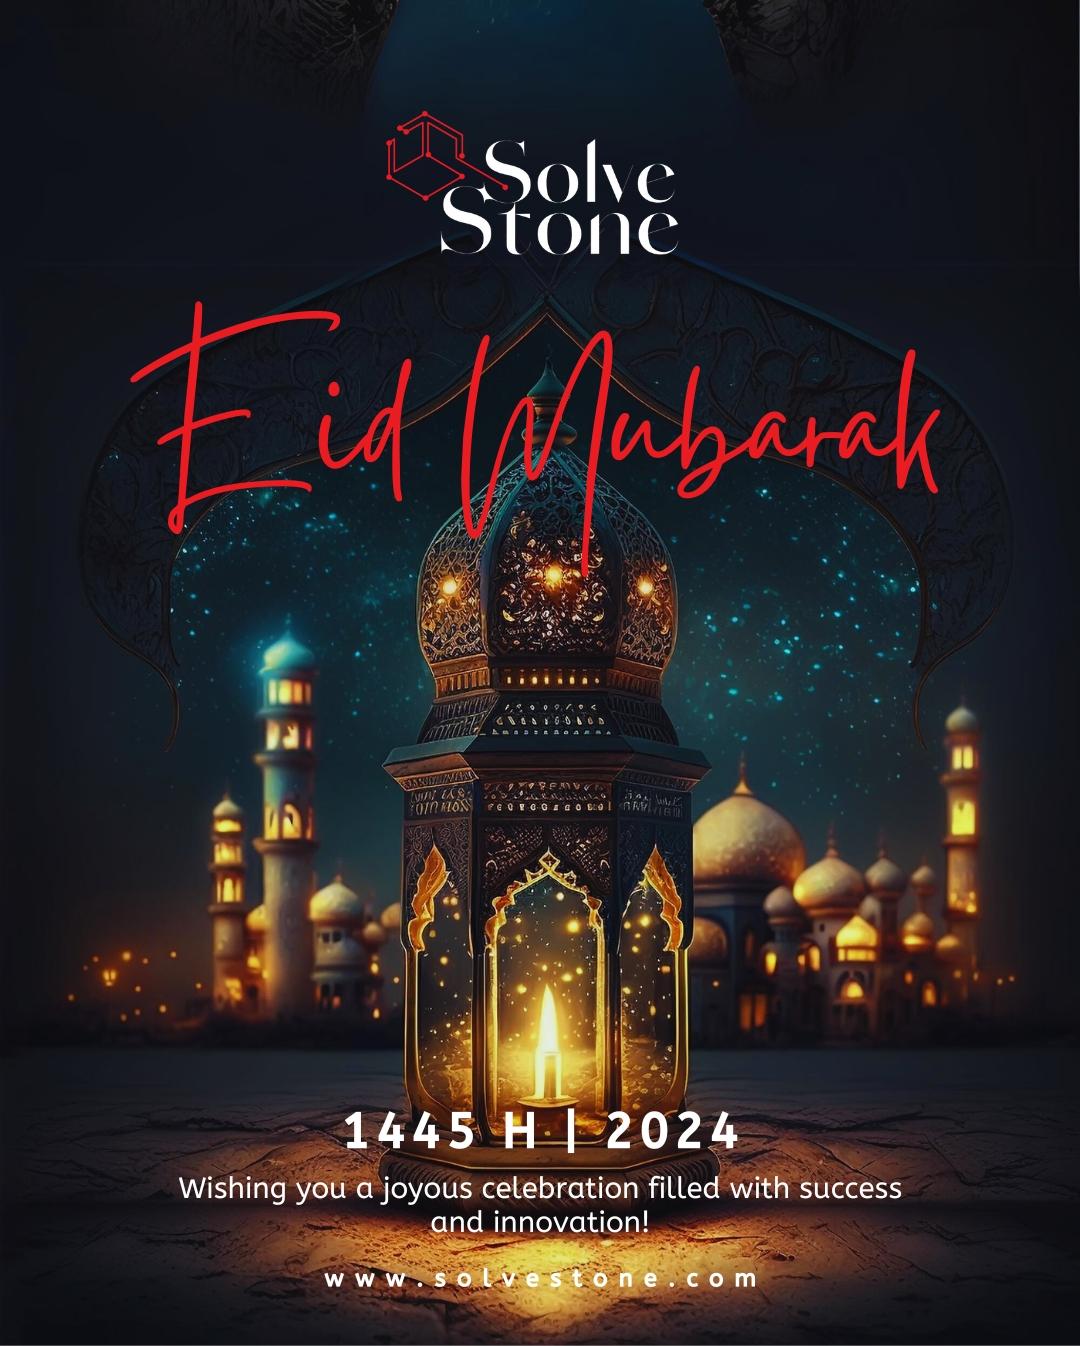 Solve
Stone
Eid Mubarak
1445 H | 2024
Wishing you a joyous celebration filled with success
and innovation!
www.solvestone.com